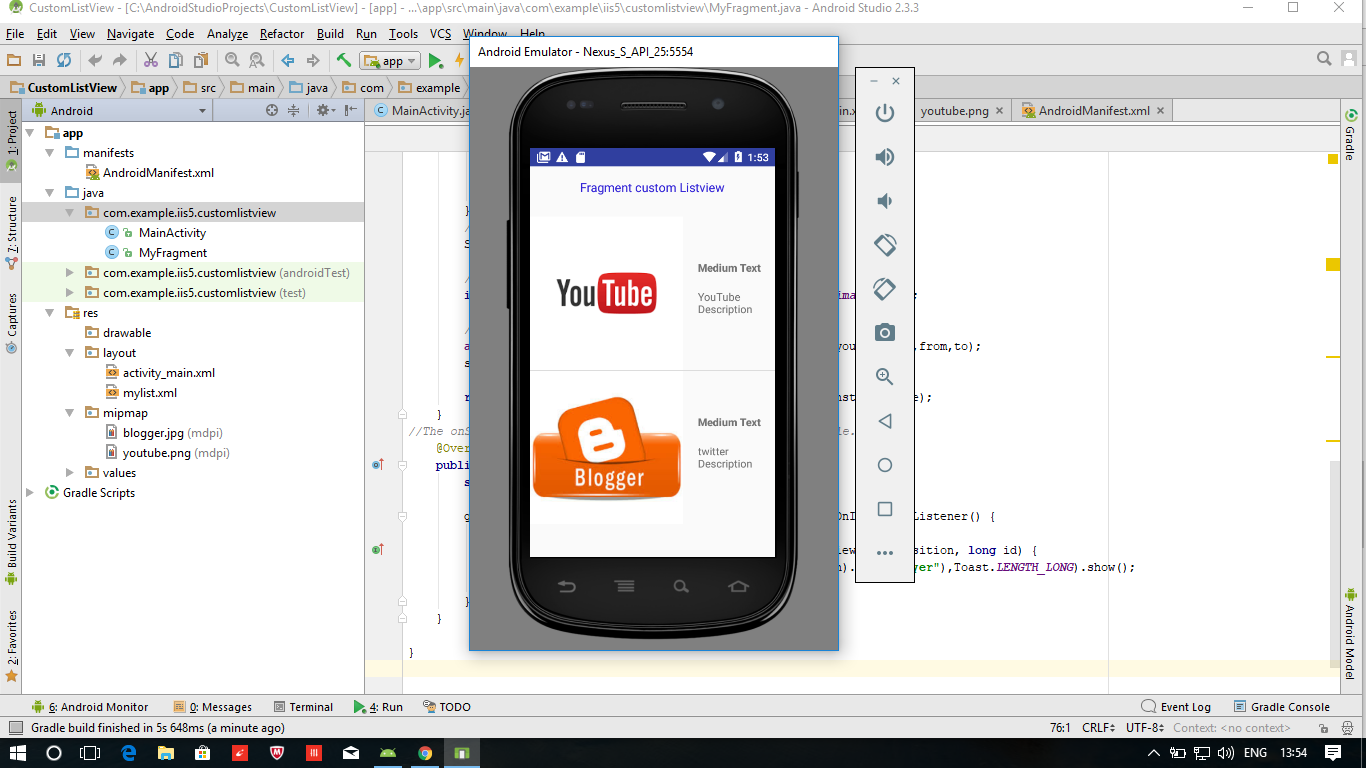 CustomListView - [C:\AndroidStudioProjects\CustomListView] - [app] - ...\app\src\main\java\com\example\iis5\customlistview\MyFragment.java - Android Studio 2.3.3
File Edit View Navigate Code Analyze Refactor Build Run Tools VCS Window Help
app
CustomListView app src main java com example
Android
MainActivity.ja
youtube.png
AndroidManifest.xml
1: Project
7: Structure
Captures
Build Variants
2: Favorites
app
manifests
AndroidManifest.xml
java
com.example.iis5.customlistview
MainActivity
MyFragment
com.example.iis5.customlistview (androidTest)
com.example.iis5.customlistview (test)
res
drawable
layout
activity_main.xml
mylist.xml
mipmap
blogger.jpg (mdpi)
youtube.png (mdpi)
values
Gradle Scripts
Android Emulator - Nexus_S_API_25:5554
1:53
Fragment custom Listview
YouTube
Medium Text
YouTube
Description
Blogger
Medium Text
twitter
Description
}
,from,to);
);
}
//The onS
@Over
publi
Listener() {
sition, long id) {
yer"),Toast.LENGTH_LONG).show();
}
}
}
Gradle
Android Model
6: Android Monitor 0: Messages Terminal 4: Run TODO Event Log Gradle Console
Gradle build finished in 5s 648ms (a minute ago) 76:1 CRLF UTF-8 Context: <no context>
ENG 13:54